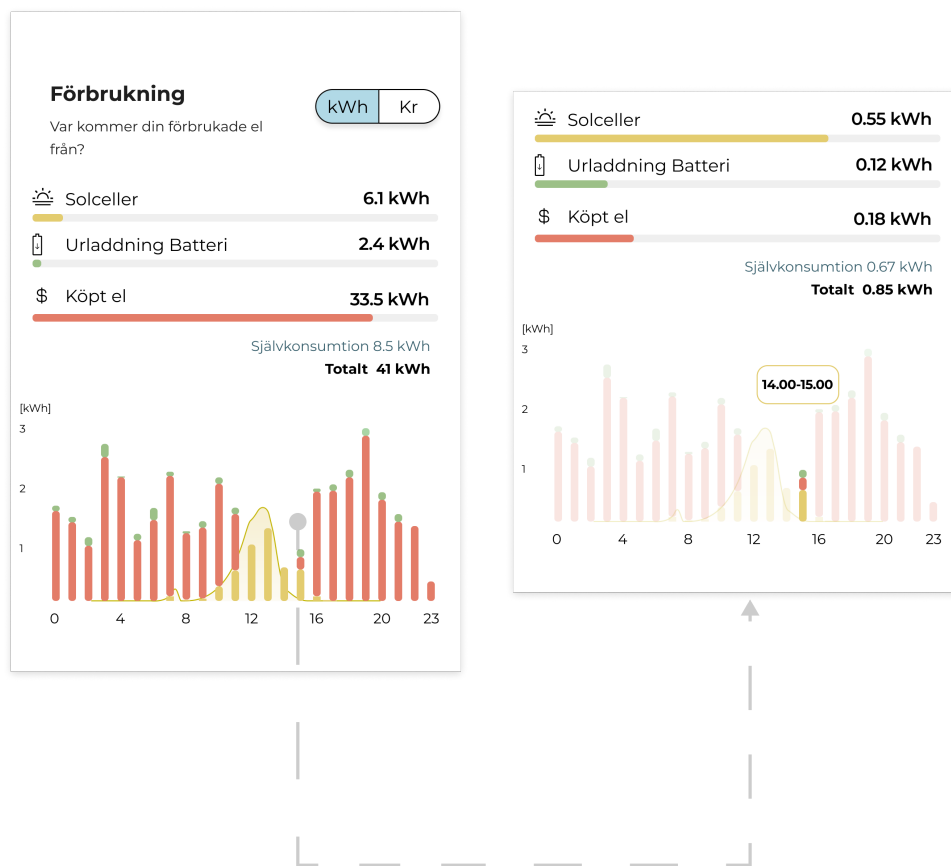 Förbrukning
kWh Kr
Var kommer din förbrukade el
från?
Solceller 6.1 kWh
Urladdning Batteri 2.4 kWh
$ Köpt el 33.5 kWh
Självkonsumtion 8.5 kWh
Totalt 41 kWh
[kWh]
3
2
1
0 4 8 12 16 20 23
Solceller 0.55 kWh
Urladdning Batteri 0.12 kWh
$ Köpt el 0.18 kWh
Självkonsumtion 0.67 kWh
Totalt 0.85 kWh
[kWh]
3
14.00-15.00
2
1
0 4 8 12 16 20 23